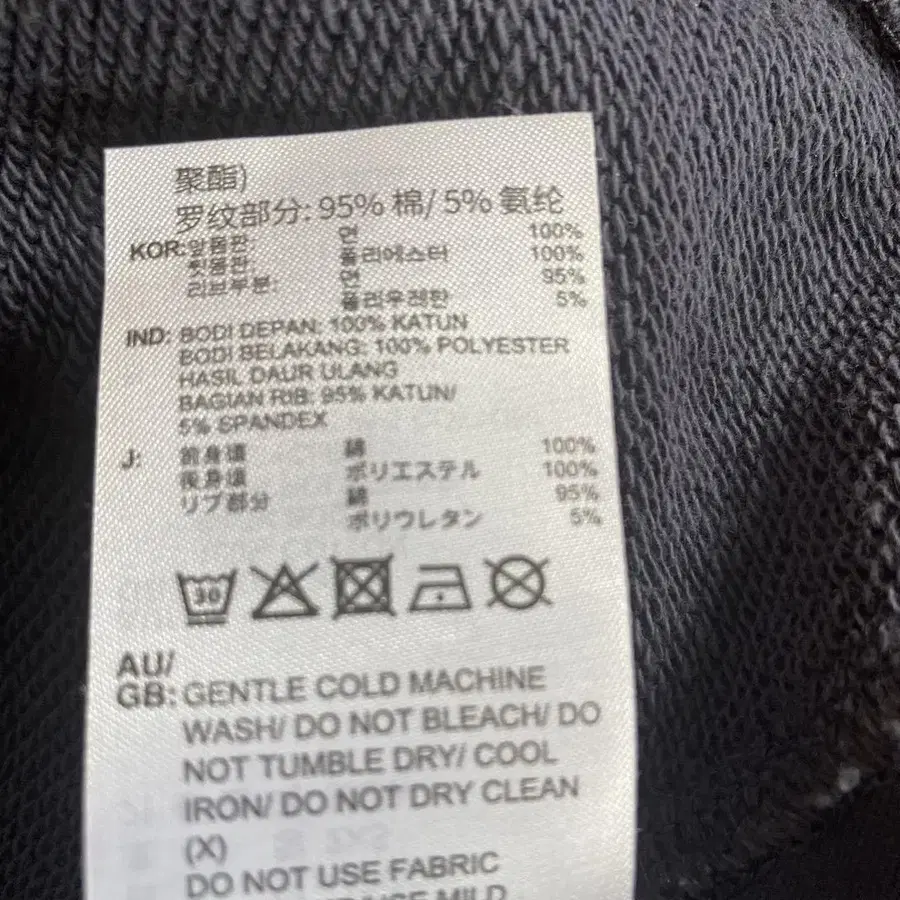 聚酯)
罗纹部分: 95% 棉/ 5% 氨纶
KOR: 앞몸판: 면 100%
뒷몸판: 폴리에스터 100%
리브부분: 면 95%
폴리우레탄 5%
IND: BODI DEPAN: 100% KATUN
BODI BELAKANG: 100% POLYESTER
HASIL DAUR ULANG
BAGIAN RIB: 95% KATUN/
5% SPANDEX
J: 前身頃 綿 100%
後身頃 ポリエステル 100%
リブ部分 綿 95%
ポリウレタン 5%
30
AU/
GB: GENTLE COLD MACHINE
WASH/ DO NOT BLEACH/ DO
NOT TUMBLE DRY/ COOL
IRON/ DO NOT DRY CLEAN
(X)
DO NOT USE FABRIC
MILD